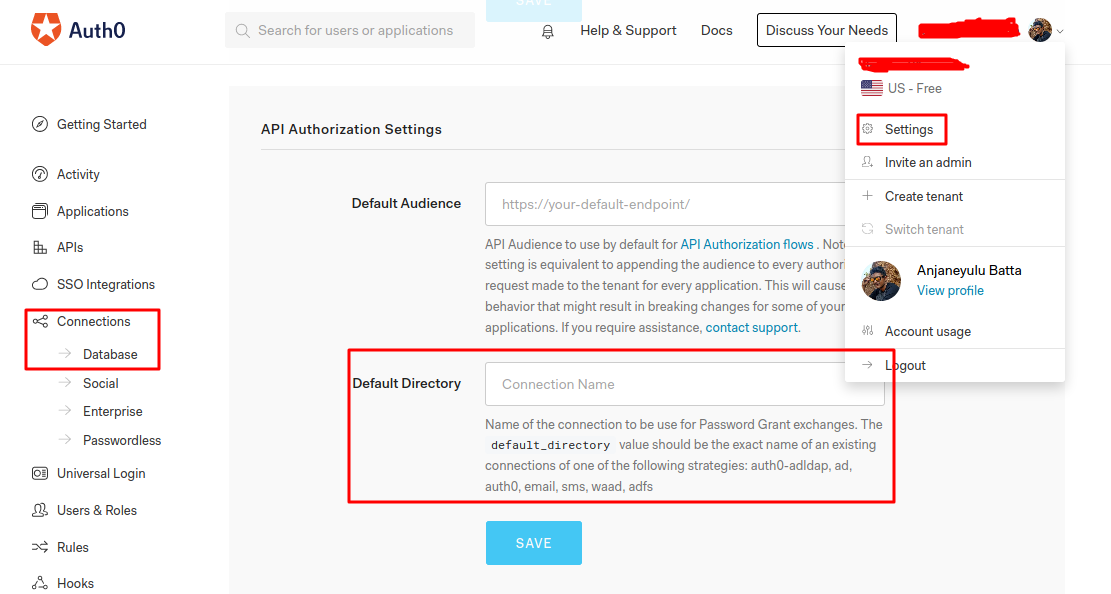 SAVE
Auth0
Search for users or applications
Help & Support
Docs
Discuss Your Needs
US - Free
Settings
Invite an admin
Create tenant
Switch tenant
Anjaneyulu Batta
View profile
Account usage
Logout
Getting Started
Activity
Applications
APIs
SSO Integrations
Connections
Database
Social
Enterprise
Passwordless
Universal Login
Users & Roles
Rules
Hooks
API Authorization Settings
Default Audience
https://your-default-endpoint/
API Audience to use by default for API Authorization flows . Note
setting is equivalent to appending the audience to every
request made to the tenant for every application. This will cause
behavior that might result in breaking changes for some of your
applications. If you require assistance, contact support.
Default Directory
Connection Name
Name of the connection to be use for Password Grant exchanges. The
default_directory value should be the exact name of an existing
connections of one of the following strategies: auth0-adldap, ad,
auth0, email, sms, waad, adfs
SAVE